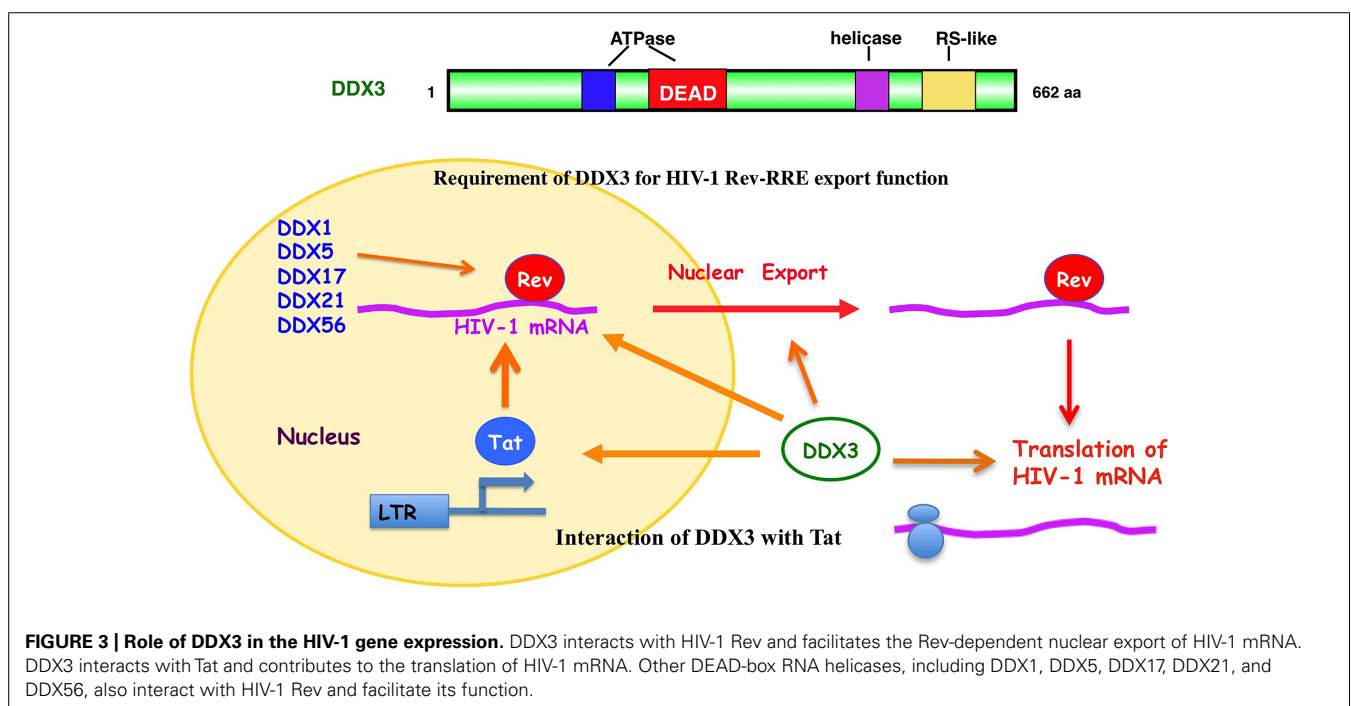 ATPase helicase RS-like
DDX3 1 DEAD 662 aa
Requirement of DDX3 for HIV-1 Rev-RRE export function
DDX1
DDX5
DDX17
DDX21
DDX56
Rev
HIV-1 mRNA
Nuclear Export
Rev
Nucleus
Tat
LTR
DDX3
Translation of
HIV-1 mRNA
Interaction of DDX3 with Tat
FIGURE 3 | Role of DDX3 in the HIV-1 gene expression. DDX3 interacts with HIV-1 Rev and facilitates the Rev-dependent nuclear export of HIV-1 mRNA.
DDX3 interacts with Tat and contributes to the translation of HIV-1 mRNA. Other DEAD-box RNA helicases, including DDX1, DDX5, DDX17, DDX21, and
DDX56, also interact with HIV-1 Rev and facilitate its function.